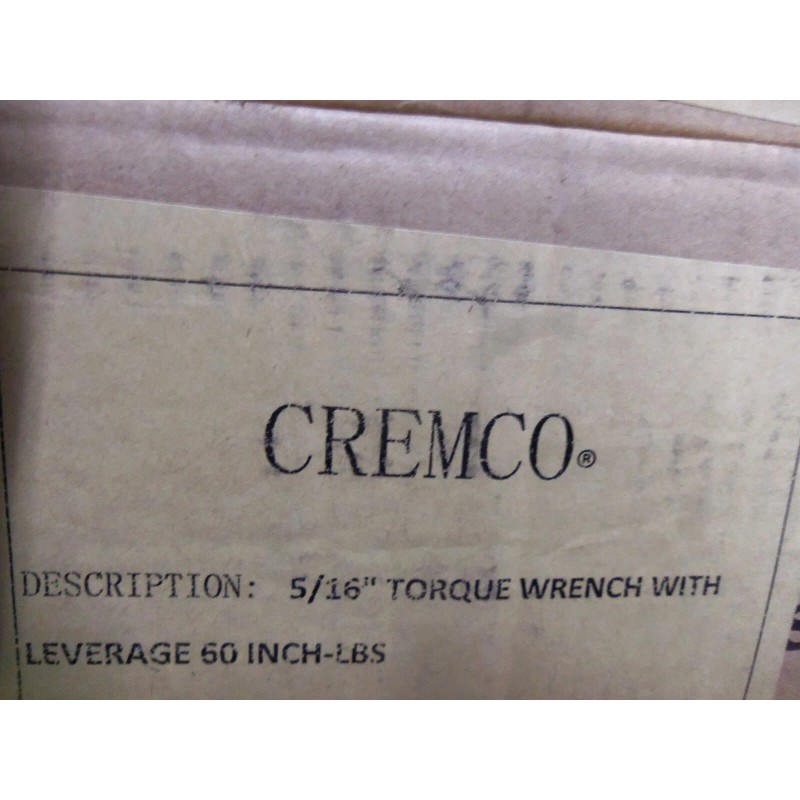 CREMCO®
DESCRIPTION: 5/16" TORQUE WRENCH WITH
LEVERAGE 60 INCH-LBS